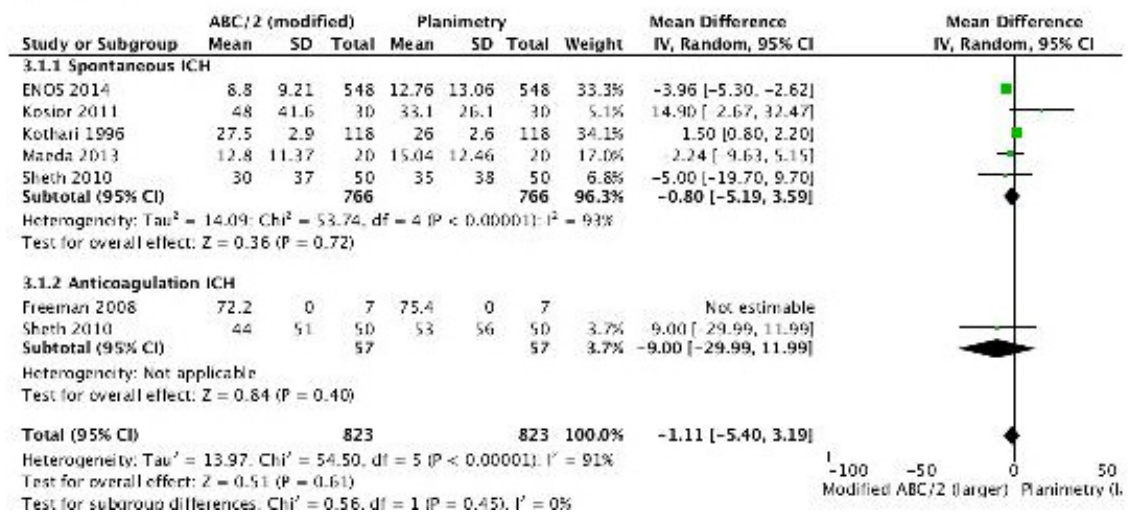 ABC/2 (modified) Planimetry Mean Difference Mean Difference
Study or Subgroup Mean SD Total Mean SD Total Weight IV, Random, 95% CI IV, Random, 95% CI
3.1.1 Spontaneous ICH
ENOS 2014 8.8 9.21 548 12.76 13.06 548 33.3% -3.96 [-5.30, -2.62]
Kosior 2011 48 41.6 30 33.1 26.1 30 5.1% 14.90 [-2.67, 32.47]
Kothari 1996 27.5 2.9 118 26 2.6 118 34.1% 1.50 [0.80, 2.20]
Maeda 2013 12.8 11.37 20 15.04 12.46 20 17.0% -2.24 [-9.63, 5.15]
Sheth 2010 30 37 50 35 38 50 6.8% -5.00 [-19.70, 9.70]
Subtotal (95% CI) 766 766 96.3% -0.80 [-5.19, 3.59]
Heterogeneity: Tau² = 14.09; Chi² = 53.74, df = 4 (P < 0.00001); I² = 93%
Test for overall effect: Z = 0.36 (P = 0.72)
3.1.2 Anticoagulation ICH
Freeman 2008 72.2 0 7 75.4 0 7 Not estimable
Sheth 2010 44 51 50 53 56 50 3.7% -9.00 [-29.99, 11.99]
Subtotal (95% CI) 57 57 3.7% -9.00 [-29.99, 11.99]
Heterogeneity: Not applicable
Test for overall effect: Z = 0.84 (P = 0.40)
Total (95% CI) 823 823 100.0% -1.11 [-5.40, 3.19]
Heterogeneity: Tau² = 13.97; Chi² = 54.50, df = 5 (P < 0.00001); I² = 91%
Test for overall effect: Z = 0.51 (P = 0.61)
Test for subgroup differences: Chi² = 0.56, df = 1 (P = 0.45), I² = 0%
-100 -50 0 50
Modified ABC/2 (larger) Planimetry